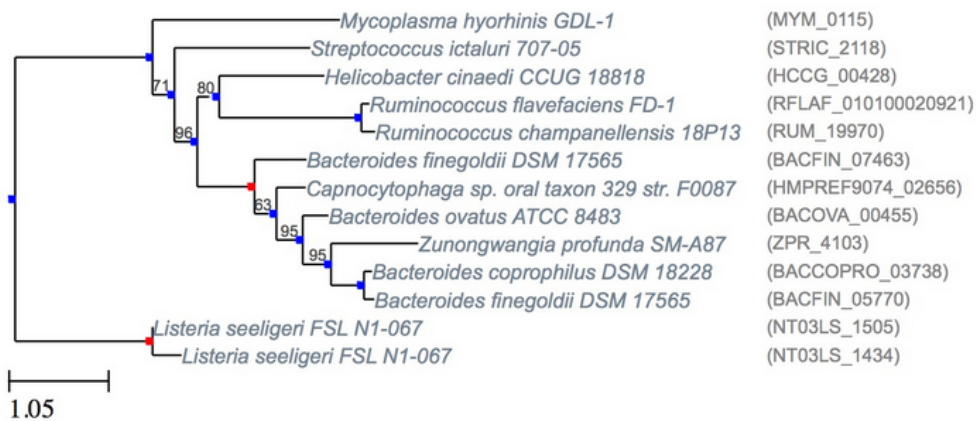 Mycoplasma hyorhinis GDL-1 (MYM_0115)
Streptococcus ictaluri 707-05 (STRIC_2118)
71 80 Helicobacter cinaedi CCUG 18818 (HCCG_00428)
Ruminococcus flavefaciens FD-1 (RFLAF_010100020921)
96 Ruminococcus champanellensis 18P13 (RUM_19970)
Bacteroides finegoldii DSM 17565 (BACFIN_07463)
Capnocytophaga sp. oral taxon 329 str. F0087 (HMPREF9074_02656)
63 Bacteroides ovatus ATCC 8483 (BACOVA_00455)
95 Zunongwangia profunda SM-A87 (ZPR_4103)
95 Bacteroides coprophilus DSM 18228 (BACCOPRO_03738)
Bacteroides finegoldii DSM 17565 (BACFIN_05770)
Listeria seeligeri FSL N1-067 (NT03LS_1505)
Listeria seeligeri FSL N1-067 (NT03LS_1434)
1.05